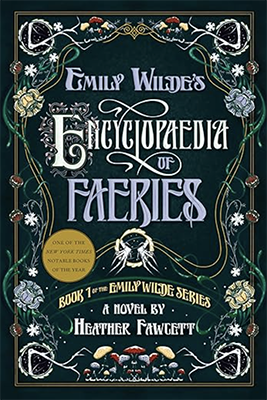 EMILY WILDE'S
ENCYCLOPAEDIA
OF
FAERIES
ONE OF THE
NEW YORK TIMES
NOTABLE BOOKS
OF THE YEAR
BOOK 1 OF THE EMILY WILDE SERIES
A NOVEL BY
HEATHER FAWCETT